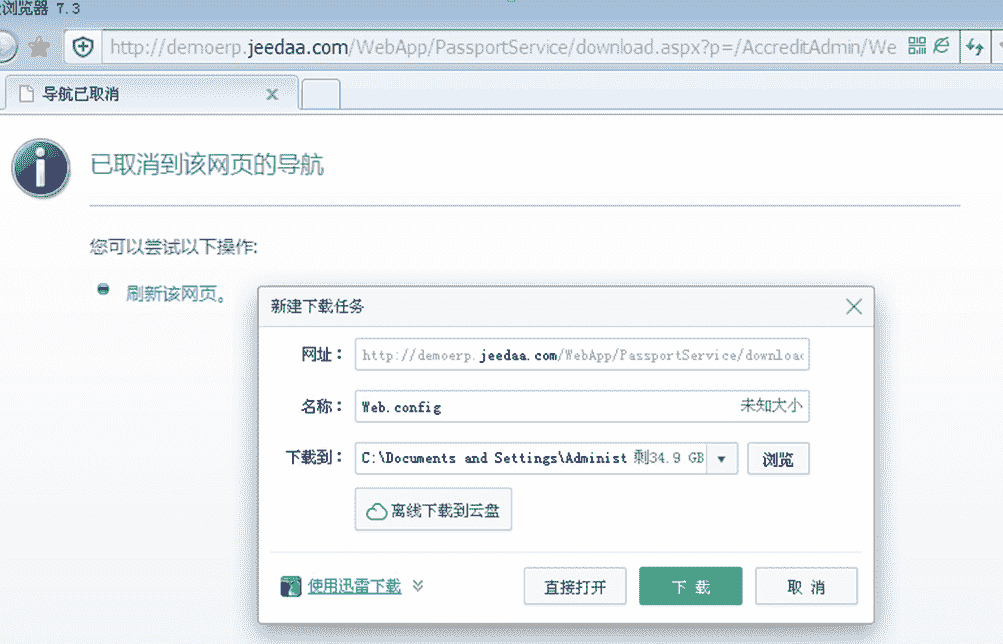 浏览器 7.3
http://demoerp.jeedaa.com/WebApp/PassportService/download.aspx?p=/AccreditAdmin/We
导航已取消
已取消到该网页的导航
您可以尝试以下操作:
刷新该网页。
新建下载任务
网址: http://demoerp.jeedaa.com/WebApp/PassportService/downloac
名称: Web.config 未知大小
下载到: C:\Documents and Settings\Administ 剩34.9 GB 浏览
离线下载到云盘
使用迅雷下载 直接打开 下 载 取 消